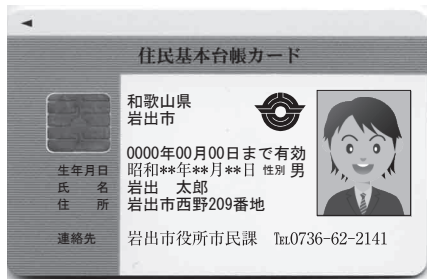 住民基本台帳カード
和歌山県
岩出市
0000年00月00日まで有効
生年月日 昭和**年**月**日 性別 男
氏 名 岩出 太郎
住 所 岩出市西野209番地
連絡先 岩出市役所市民課 ℡0736-62-2141